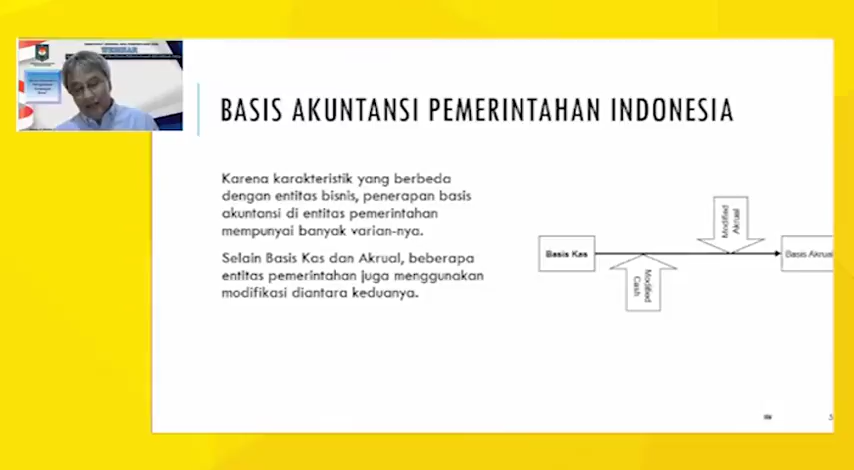 WEBINAR
BASIS AKUNTANSI PEMERINTAHAN INDONESIA
Karena karakteristik yang berbeda
dengan entitas bisnis, penerapan basis
akuntansi di entitas pemerintahan
mempunyai banyak varian-nya.
Selain Basis Kas dan Akrual, beberapa
entitas pemerintahan juga menggunakan
modifikasi diantara keduanya.
Modified
Akrual
Basis Kas
Basis Akrua
Modified
Cash